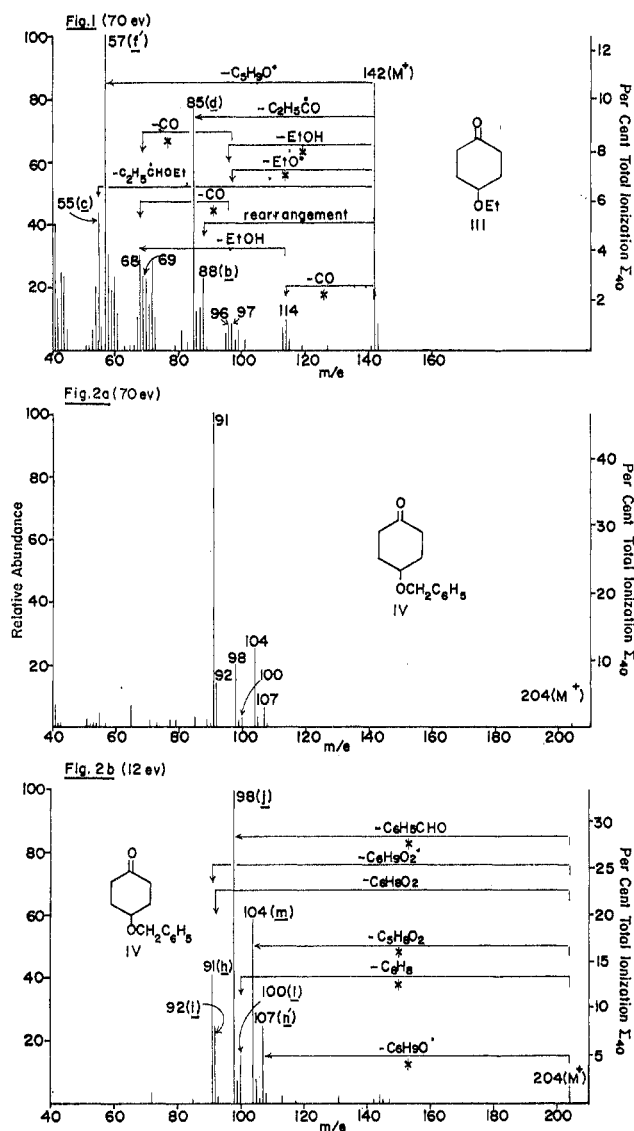 Fig.1 (70 ev)
57(f')
-C5H9O•
142(M+)
85(d)
-C2H5ĊO
-CO
*
-EtOH
*
-EtO•
*
-C2H5ĊHOEt
-CO
*
55(c)
rear-rangement
-EtOH
68
69
88(b)
-CO
*
96
97
114
O
OEt
III
100
80
60
40
20
12
10
8
6
4
2
Per Cent Total Ionization Σ40
40 60 80 100 120 140 160
m/e
Fig.2a (70 ev)
91
104
98
100
92
107
204(M+)
O
OCH2C6H5
IV
Relative Abundance
100
80
60
40
20
40
30
20
10
Per Cent Total Ionization Σ40
40 60 80 100 120 140 160 180 200
m/e
Fig. 2b (12 ev)
98(j)
-C6H5CHO
*
-C6H9O2•
-C6H8O2
104(m)
-C5H8O2
*
91(h)
-C8H8
*
100(l)
92(i)
107(n')
-C6H9O•
*
204(M+)
O
OCH2C6H5
IV
100
80
60
40
20
30
25
20
15
10
5
Per Cent Total Ionization Σ40
40 60 80 100 120 140 160 180 200
m/e